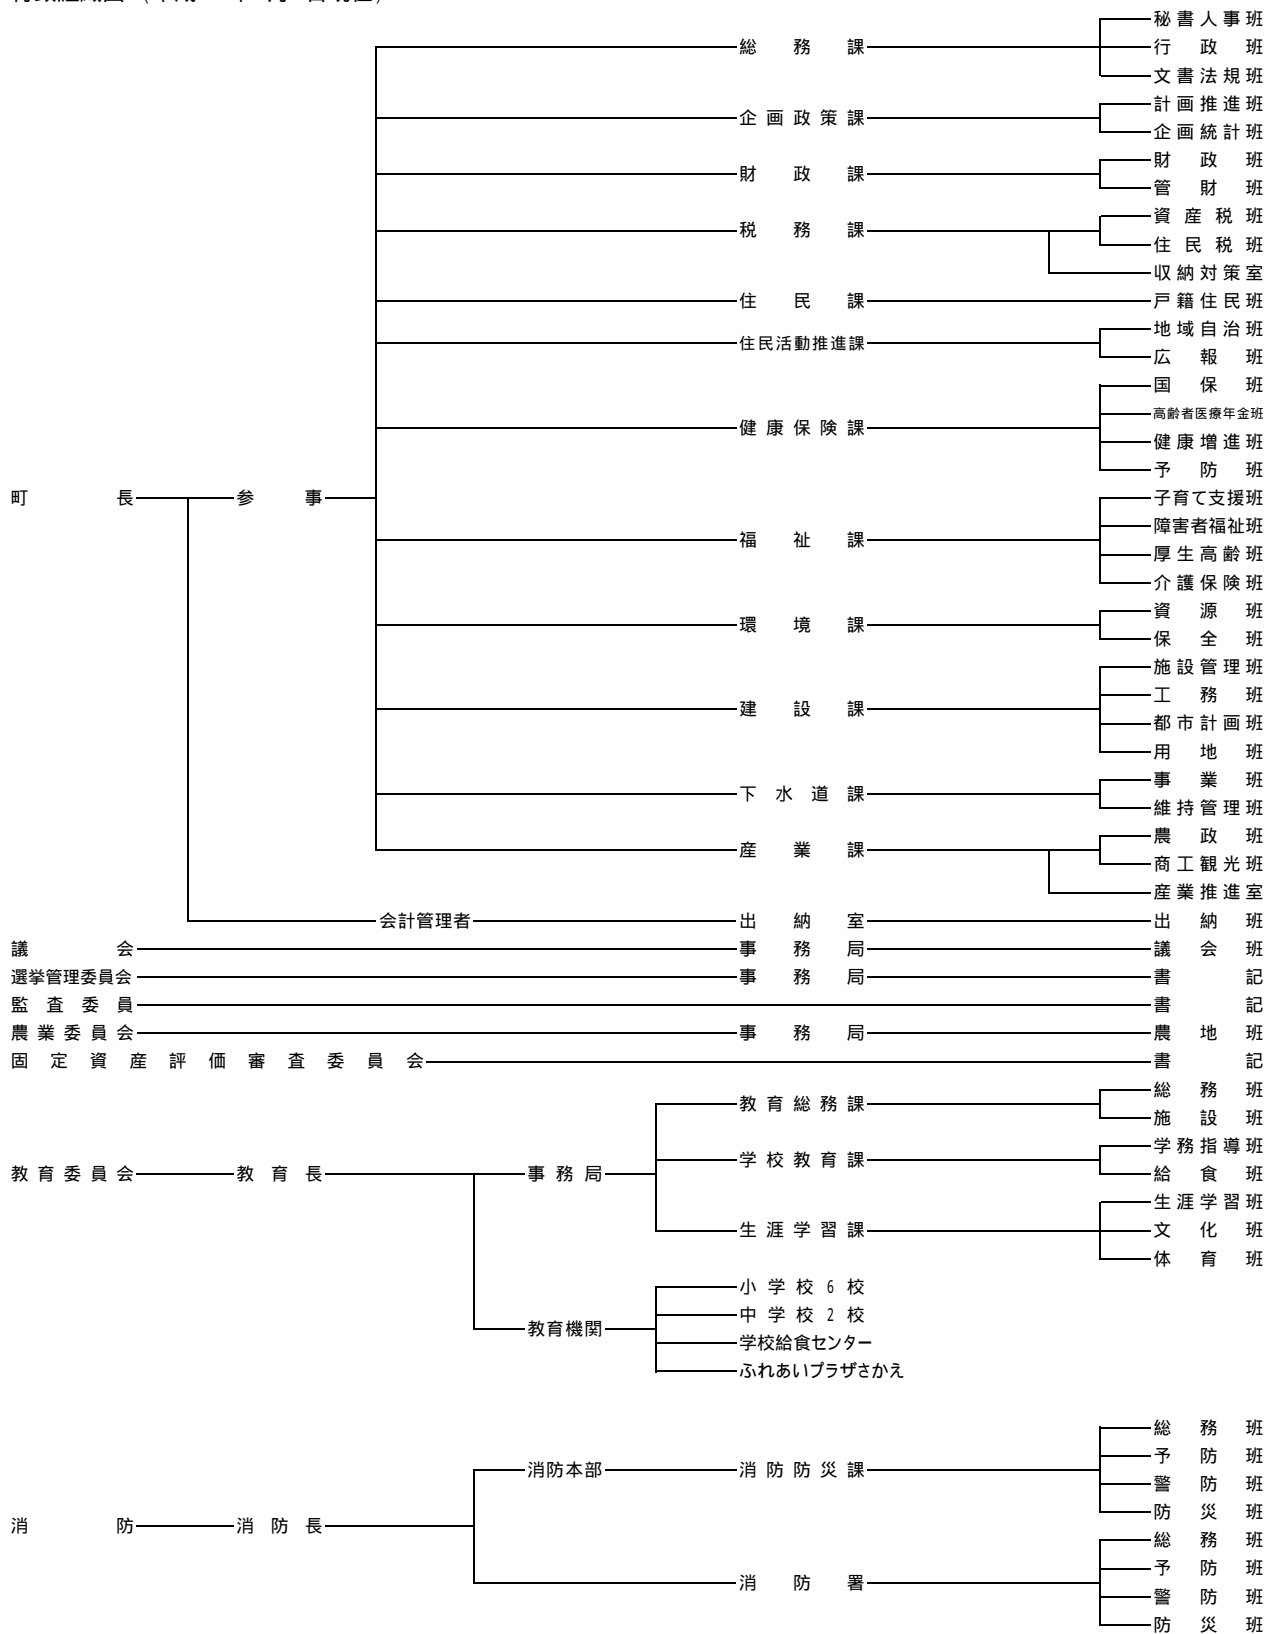 総務課
秘書人事班
行政班
文書法規班
企画政策課
計画推進班
企画統計班
財政課
財政班
管財班
税務課
資産税班
住民税班
収納対策室
住民課
戸籍住民班
住民活動推進課
地域自治班
広報班
健康保険課
国保班
高齢者医療年金班
健康増進班
予防班
町長
参事
福祉課
子育て支援班
障害者福祉班
厚生高齢班
介護保険班
環境課
資源班
保全班
建設課
施設管理班
工務班
都市計画班
用地班
下水道課
事業班
維持管理班
産業課
農政班
商工観光班
産業推進室
会計管理者 出納室 出納班
議会 事務局 議会班
選挙管理委員会 事務局 書記
監査委員 書記
農業委員会 事務局 農地班
固定資産評価審査委員会 書記
教育委員会
教育長
事務局
教育総務課
総務班
施設班
学校教育課
学務指導班
給食班
生涯学習課
生涯学習班
文化班
体育班
教育機関
小学校6校
中学校2校
学校給食センター
ふれあいプラザさかえ
消防
消防長
消防本部
消防防災課
総務班
予防班
警防班
防災班
消防署
総務班
予防班
警防班
防災班